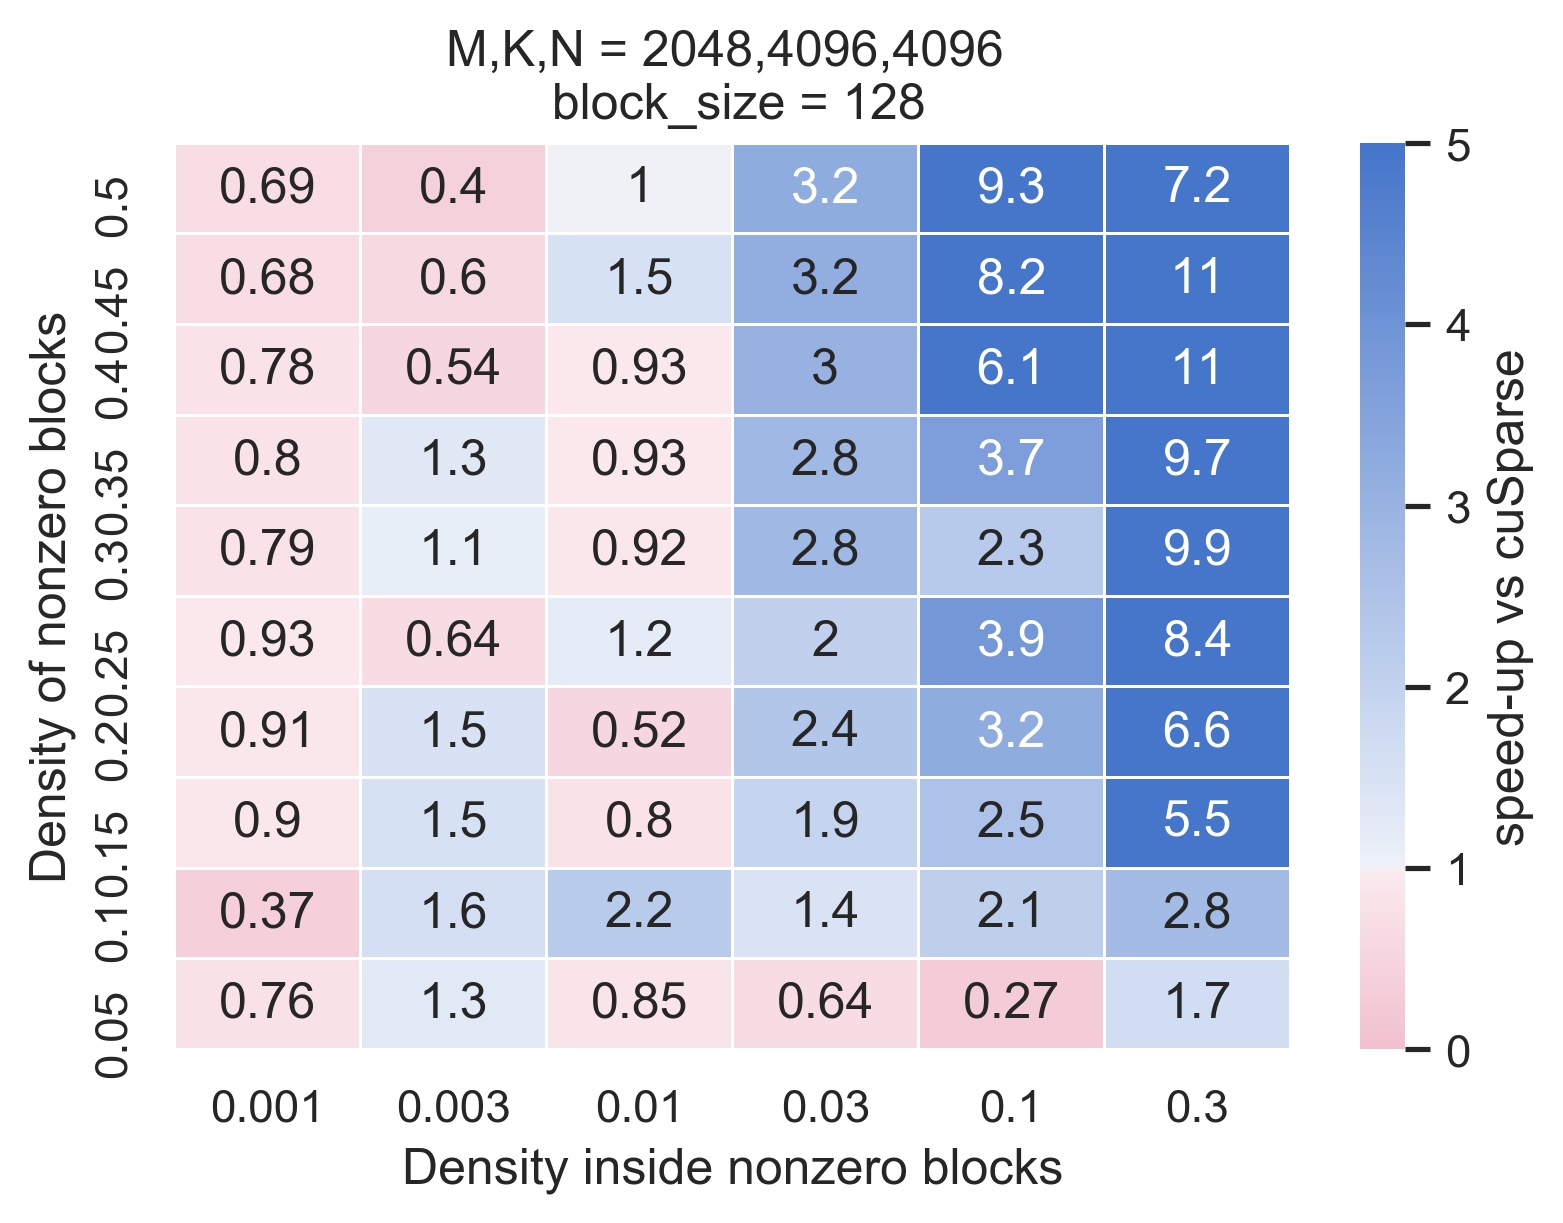 M,K,N = 2048,4096,4096
block_size = 128
Density of nonzero blocks
0.5 0.69 0.4 1 3.2 9.3 7.2
0.45 0.68 0.6 1.5 3.2 8.2 11
0.4 0.78 0.54 0.93 3 6.1 11
0.35 0.8 1.3 0.93 2.8 3.7 9.7
0.3 0.79 1.1 0.92 2.8 2.3 9.9
0.25 0.93 0.64 1.2 2 3.9 8.4
0.2 0.91 1.5 0.52 2.4 3.2 6.6
0.15 0.9 1.5 0.8 1.9 2.5 5.5
0.1 0.37 1.6 2.2 1.4 2.1 2.8
0.05 0.76 1.3 0.85 0.64 0.27 1.7
0.001 0.003 0.01 0.03 0.1 0.3
Density inside nonzero blocks
5
4
3
2
1
0
speed-up vs cuSparse